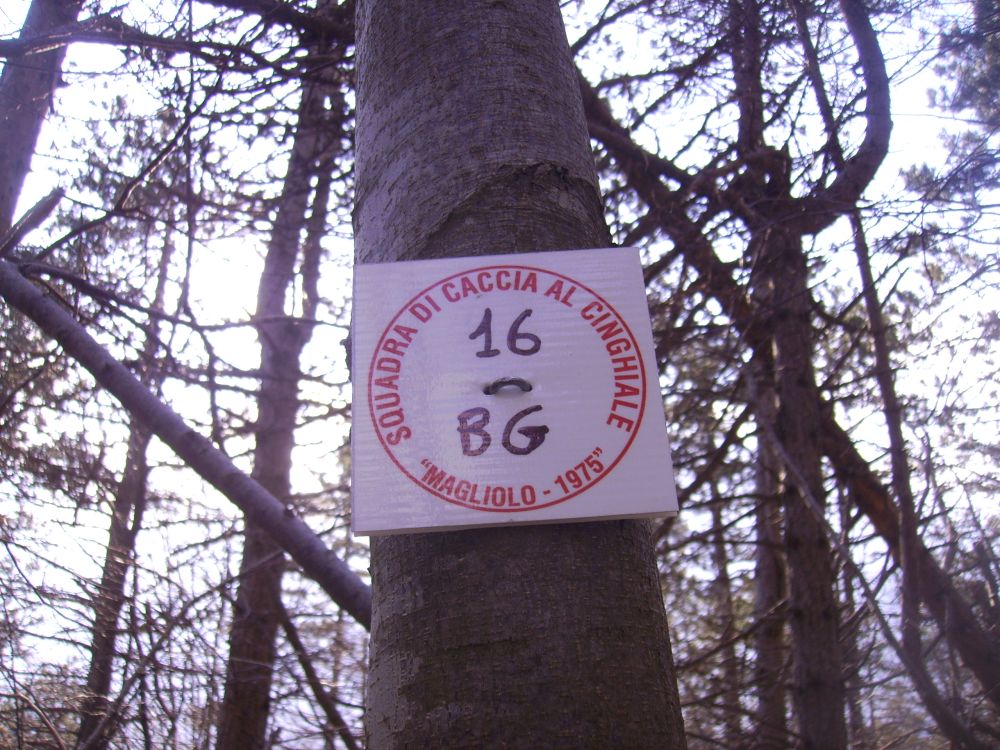 SQUADRA DI CACCIA AL CINGHIALE
16
BG
"MAGLIOLO - 1975"